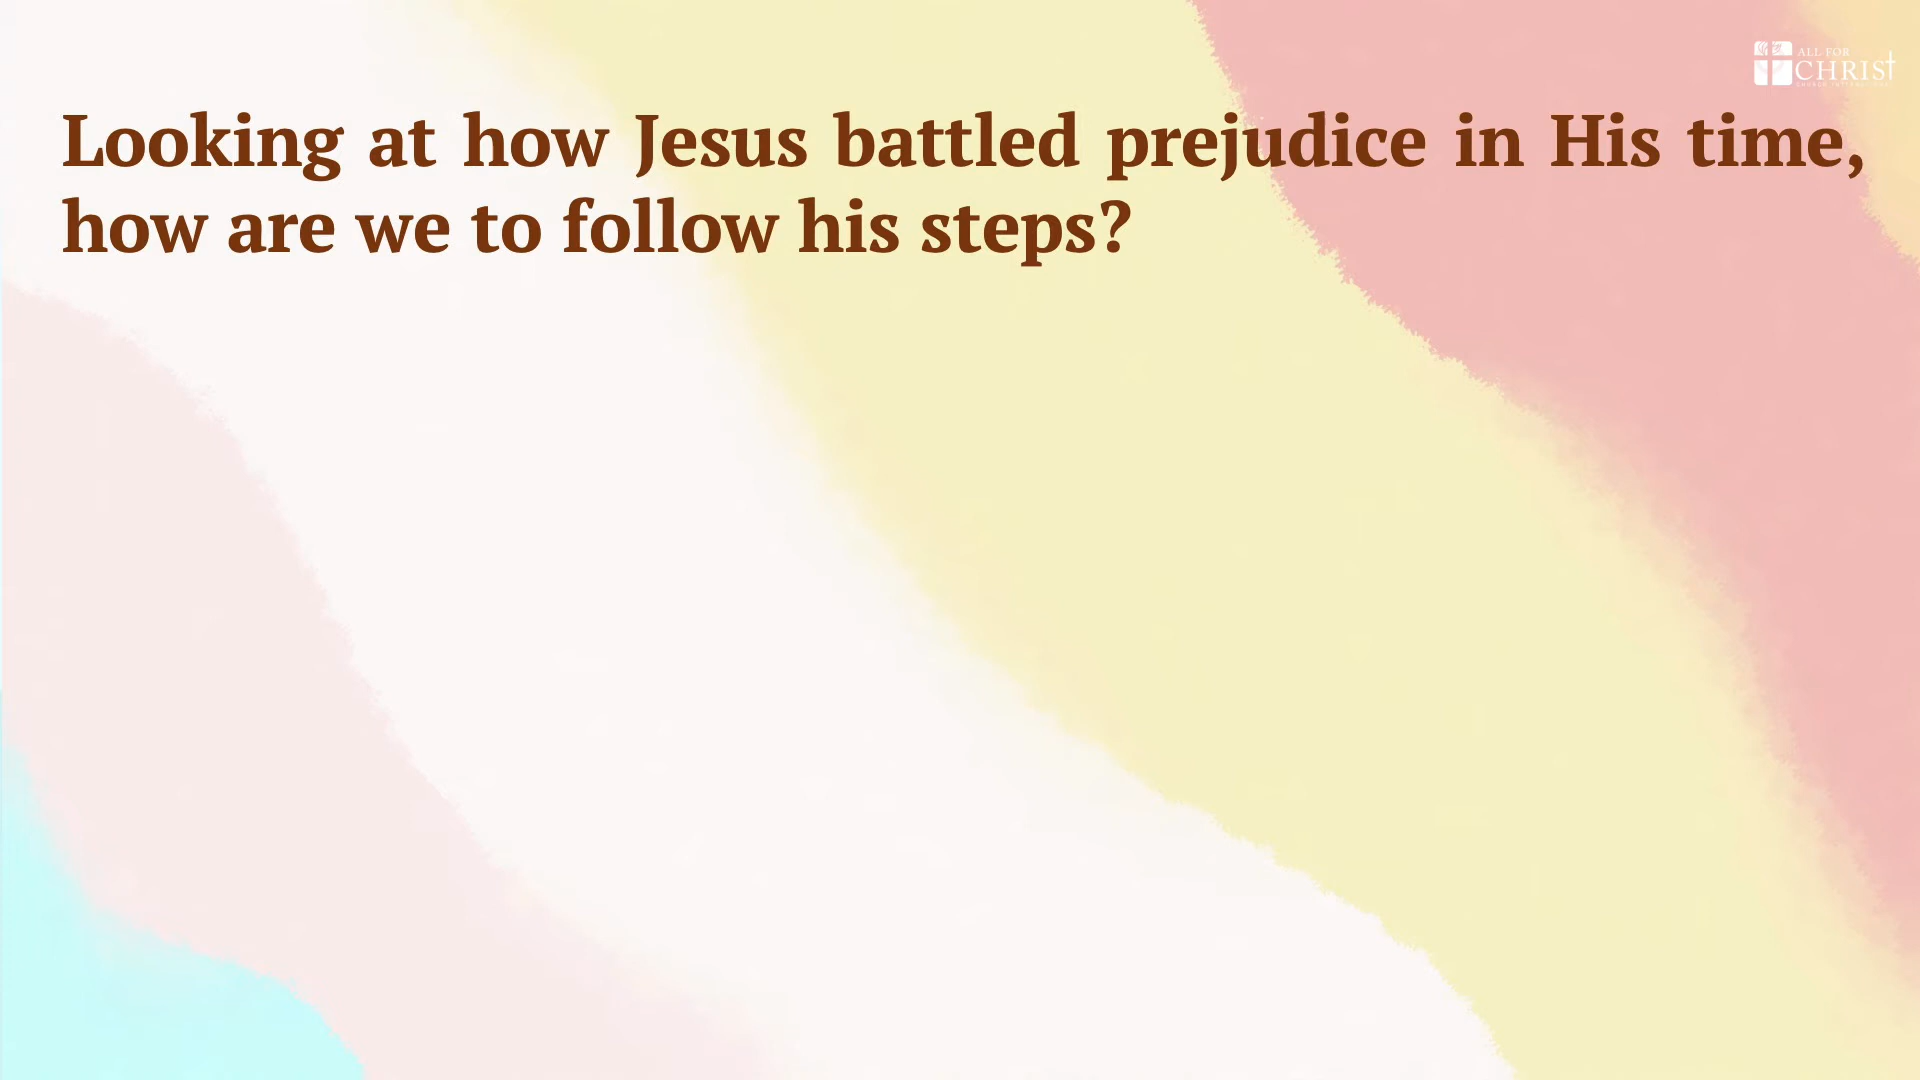 ALL FOR
CHRIST
Looking at how Jesus battled prejudice in His time,
how are we to follow his steps?